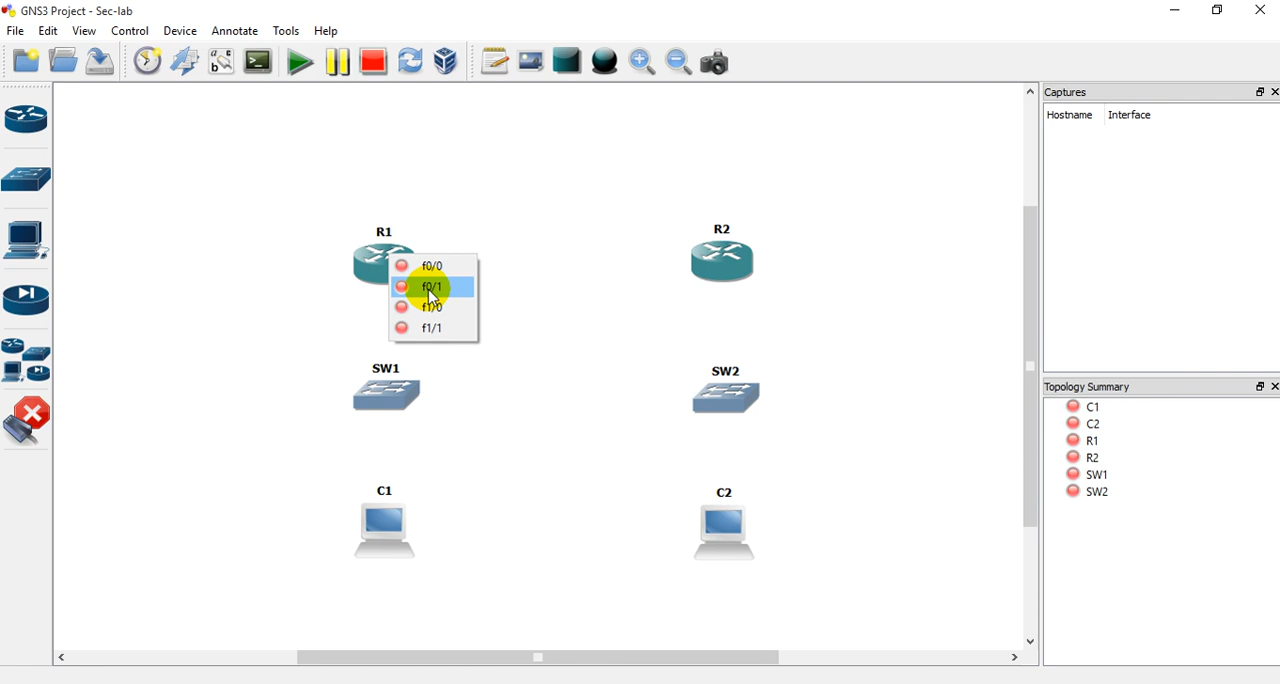 GNS3 Project - Sec-lab
File Edit View Control Device Annotate Tools Help
Captures
Hostname Interface
R1
R2
f0/0
f0/1
f1/0
f1/1
SW1
SW2
C1
C2
Topology Summary
C1
C2
R1
R2
SW1
SW2